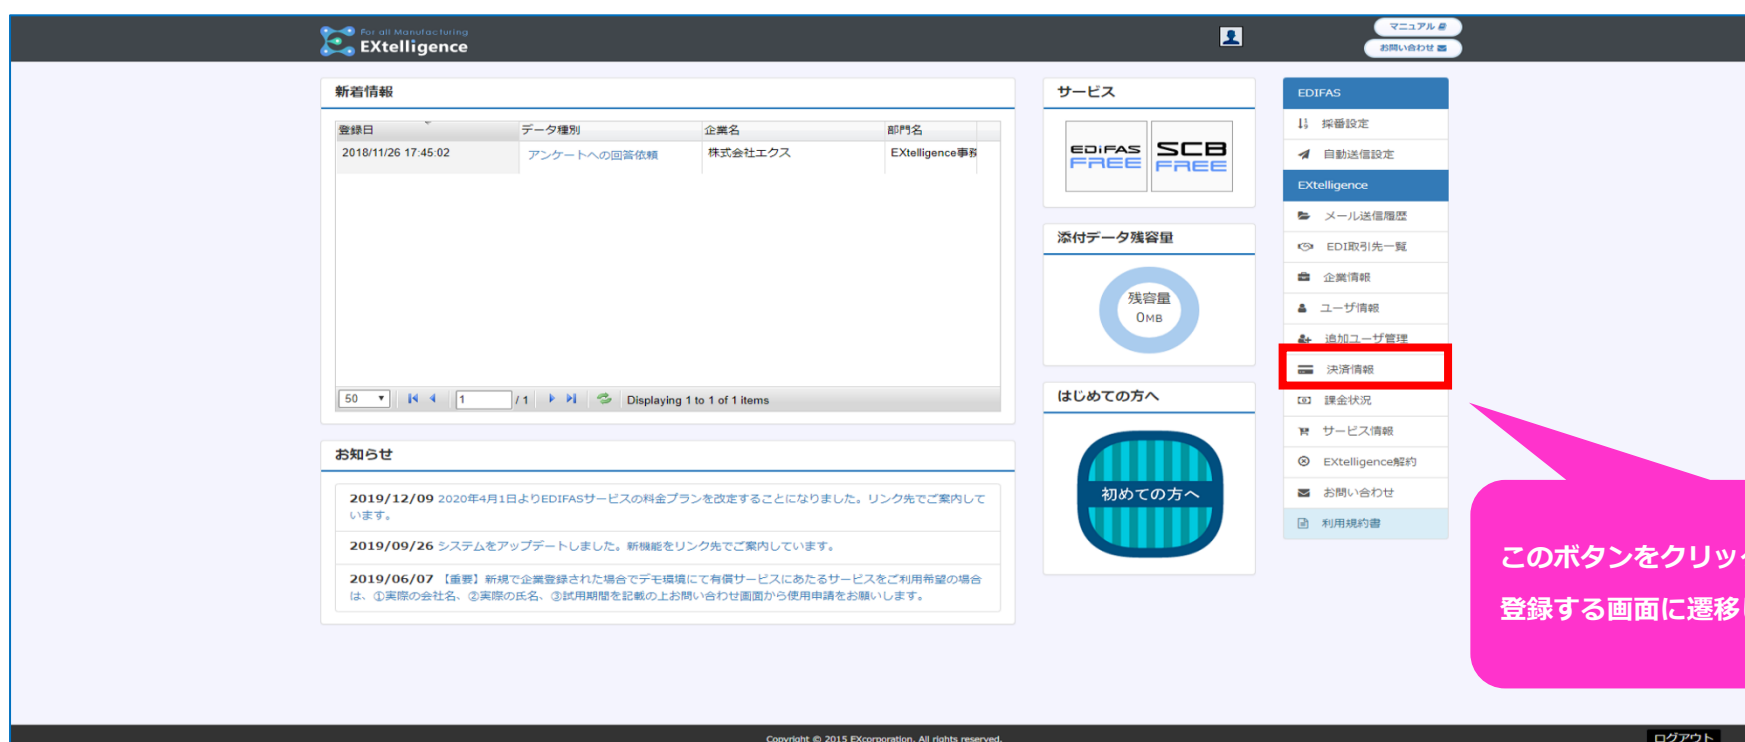 For all Manufacturing
EXtelligence
マニュアル
お問い合わせ
新着情報
登録日 データ種別 企業名 部門名
2018/11/26 17:45:02 アンケートへの回答依頼 株式会社エクス EXtelligence事務
50 1 / 1 Displaying 1 to 1 of 1 items
お知らせ
2019/12/09 2020年4月1日よりEDIFASサービスの料金プランを改定することになりました。リンク先でご案内して
います。
2019/09/26 システムをアップデートしました。新機能をリンク先でご案内しています。
2019/06/07 【重要】新規で企業登録された場合でデモ環境にて有償サービスにあたるサービスをご利用希望の場合
は、①実際の会社名、②実際の氏名、③試用期間を記載の上お問い合わせ画面から使用申請をお願いします。
サービス
EDIFAS FREE
SCB FREE
添付データ残容量
残容量
0MB
はじめての方へ
初めての方へ
EDIFAS
採番設定
自動送信設定
EXtelligence
メール送信履歴
EDI取引先一覧
企業情報
ユーザ情報
追加ユーザ管理
決済情報
課金状況
サービス情報
EXtelligence解約
お問い合わせ
利用規約書
このボタンをクリッ
登録する画面に遷移
Copyright © 2015 EXcorporation. All rights reserved.
ログアウト